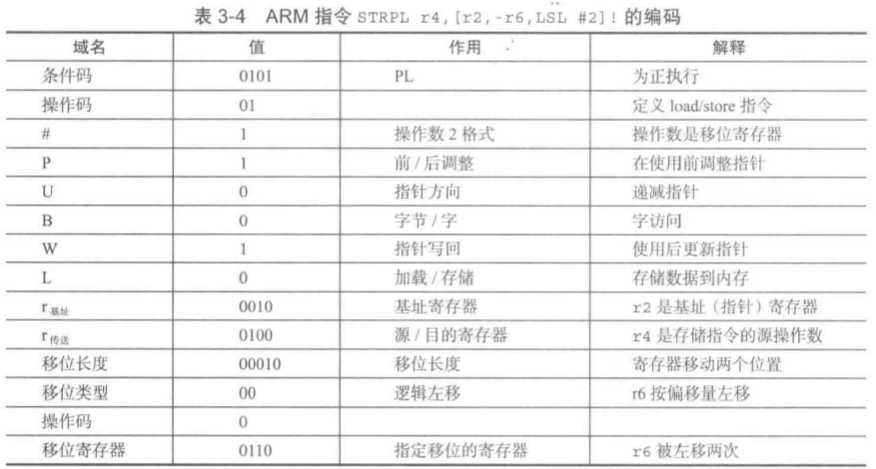 表 3-4 ARM 指令 STRPL r4,[r2,-r6,LSL #2]! 的编码
域名 值 作用 解释
条件码 0101 PL 为正执行
操作码 01 定义 load/store 指令
# 1 操作数 2 格式 操作数是移位寄存器
P 1 前 / 后调整 在使用前调整指针
U 0 指针方向 递减指针
B 0 字节 / 字 字访问
W 1 指针写回 使用后更新指针
L 0 加载 / 存储 存储数据到内存
r基址 0010 基址寄存器 r2 是基址（指针）寄存器
r传送 0100 源 / 目的寄存器 r4 是存储指令的源操作数
移位长度 00010 移位长度 寄存器移动两个位置
移位类型 00 逻辑左移 r6 按偏移量左移
操作码 0
移位寄存器 0110 指定移位的寄存器 r6 被左移两次